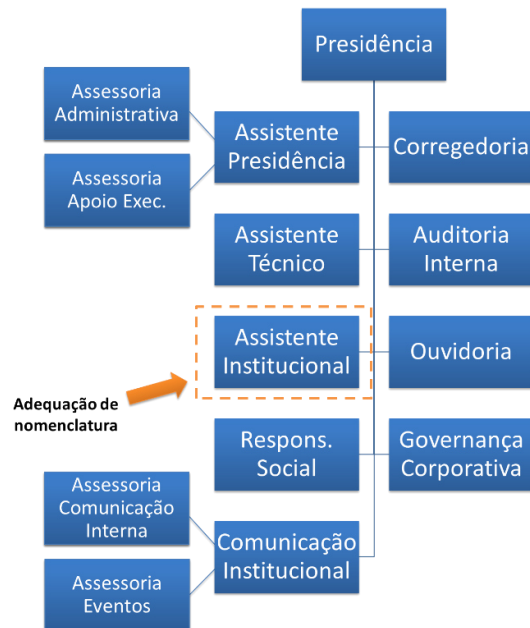 Presidência
Assessoria
Administrativa
Assistente
Presidência
Corregedoria
Assessoria
Apoio Exec.
Assistente
Técnico
Auditoria
Interna
Assistente
Institucional
Ouvidoria
Adequação de
nomenclatura
Respons.
Social
Governança
Corporativa
Assessoria
Comunicação
Interna
Comunicação
Institucional
Assessoria
Eventos